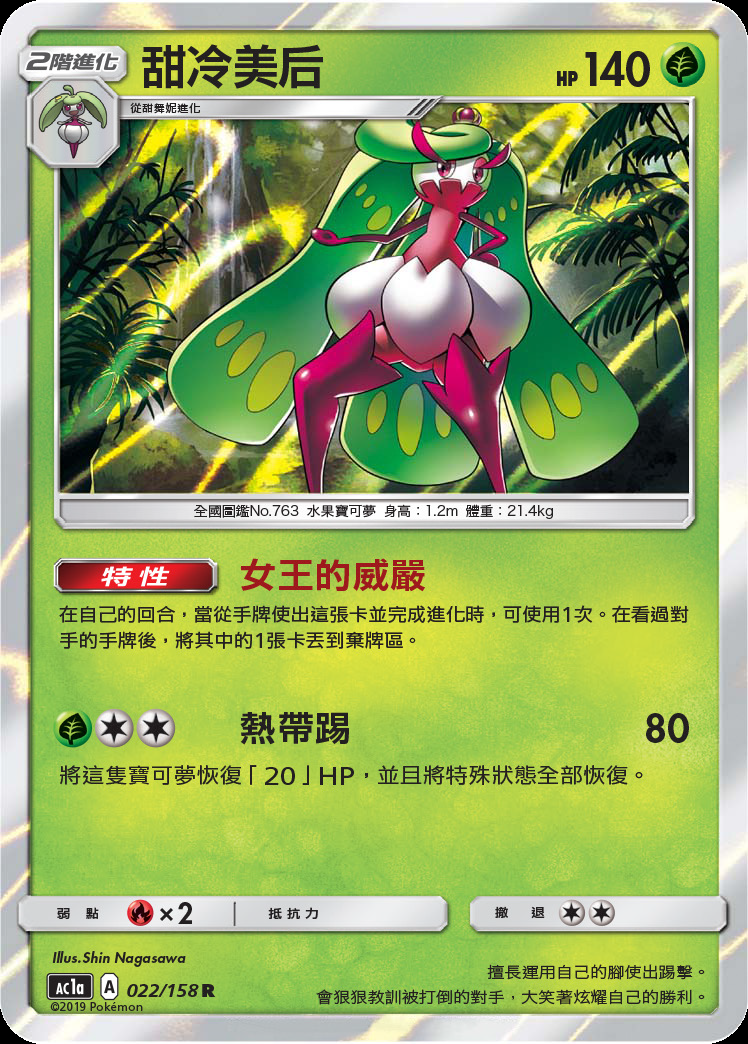 2階進化 甜冷美后 HP 140
從甜舞妮進化
全國圖鑑No.763 水果寶可夢 身高：1.2m 體重：21.4kg
特性 女王的威嚴
在自己的回合，當從手牌使出這張卡並完成進化時，可使用1次。在看過對
手的手牌後，將其中的1張卡丟到棄牌區。
熱帶踢 80
將這隻寶可夢恢復「20」HP，並且將特殊狀態全部恢復。
弱點 ×2 抵抗力 撤退
Illus.Shin Nagasawa
擅長運用自己的腳使出踢擊。
AC1a A 022/158 R
會狠狠教訓被打倒的對手，大笑著炫耀自己的勝利。
©2019 Pokémon